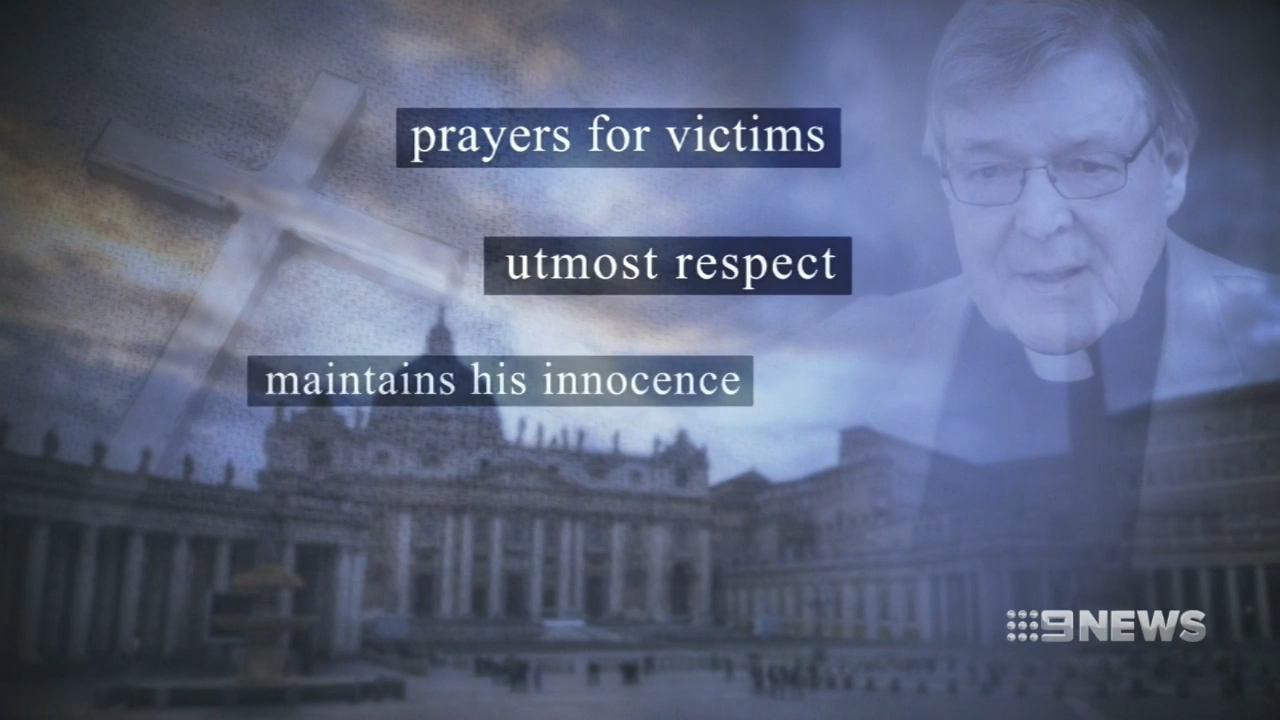 prayers for victims
utmost respect
maintains his innocence
9NEWS